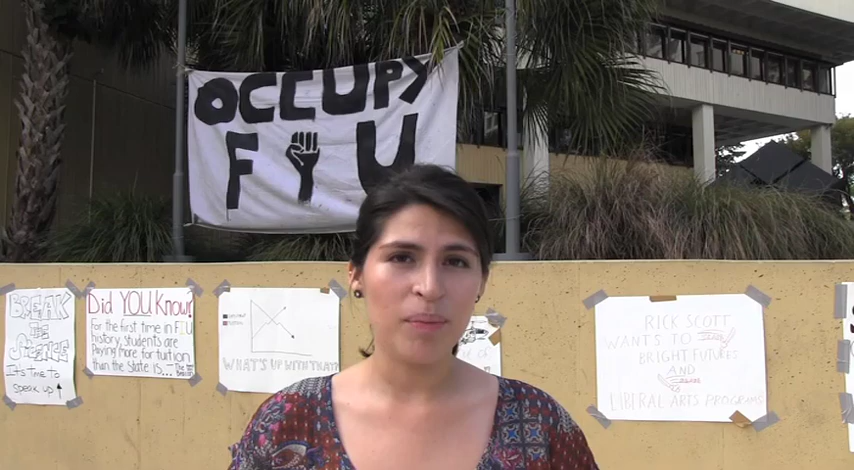 OCCUPY
F U
BREAK
THE
SILENCE
It's time to
speak up!
Did YOU Know
For the first time in FIU
history, students are
Paying more for tuition
than the State is... - The
WHAT'S UP WITH THAT?
RICK SCOTT
WANTS TO
BRIGHT FUTURES
AND
LIBERAL ARTS PROGRAMS